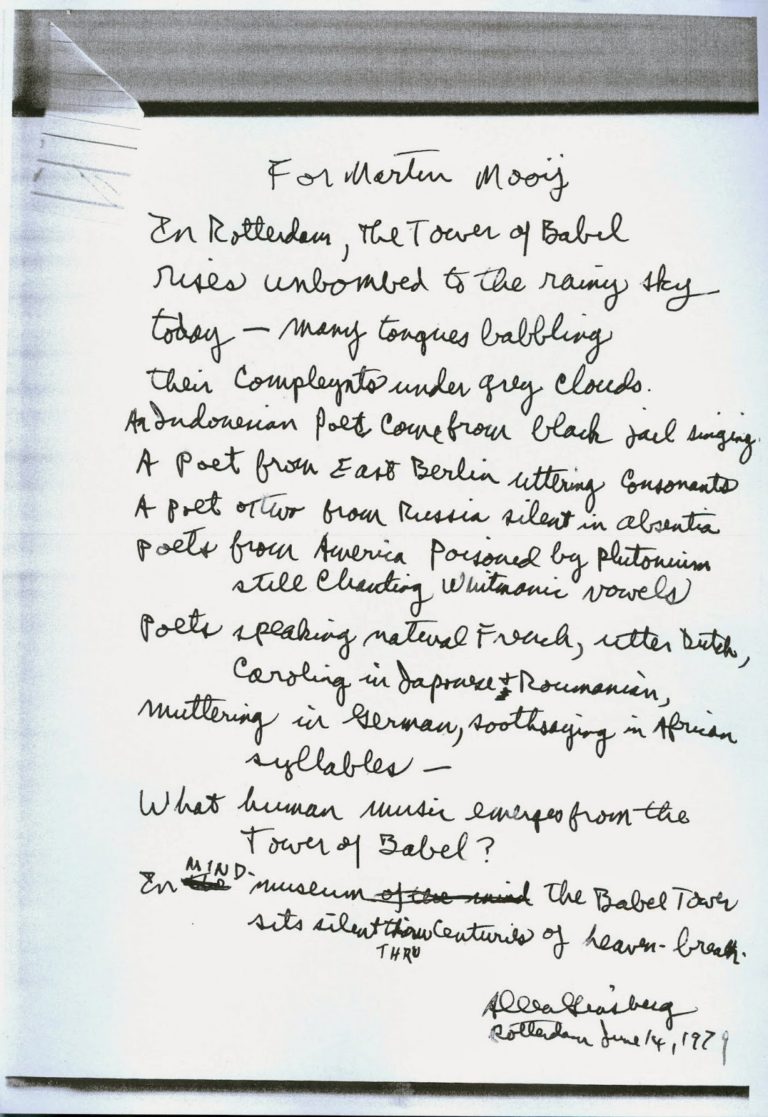 For Martin Mooij
In Rotterdam, the Tower of Babel
rises unbombed to the rainy sky
today — many tongues babbling
their Compleynts under grey clouds.
An Indonesian Poet Come from black jail singing.
A Poet from East Berlin uttering Consonants
A poet or two from Russia silent in absentia
Poets from America Poisoned by Plutonium
still Chanting Whitmanic vowels
Poets speaking natural French, utter Dutch,
Caroling in Japanese & Roumanian,
Muttering in German, soothsaying in African
syllables —
What human music emerges from the
Tower of Babel?
In the MIND-museum of the mind the Babel Tower
sits silent thru Centuries of heaven-break.
THRU
Allen Ginsberg
Rotterdam June 14, 1979